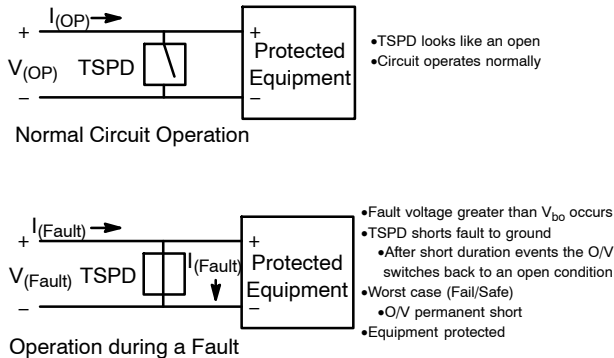 I(OP)
+ + 
V(OP) TSPD Protected
Equipment
− −
•TSPD looks like an open
•Circuit operates normally
Normal Circuit Operation
I(Fault)
+ +
V(Fault) TSPD I(Fault) Protected
Equipment
− −
•Fault voltage greater than Vbo occurs
•TSPD shorts fault to ground
•After short duration events the O/V
switches back to an open condition
•Worst case (Fail/Safe)
•O/V permanent short
•Equipment protected
Operation during a Fault